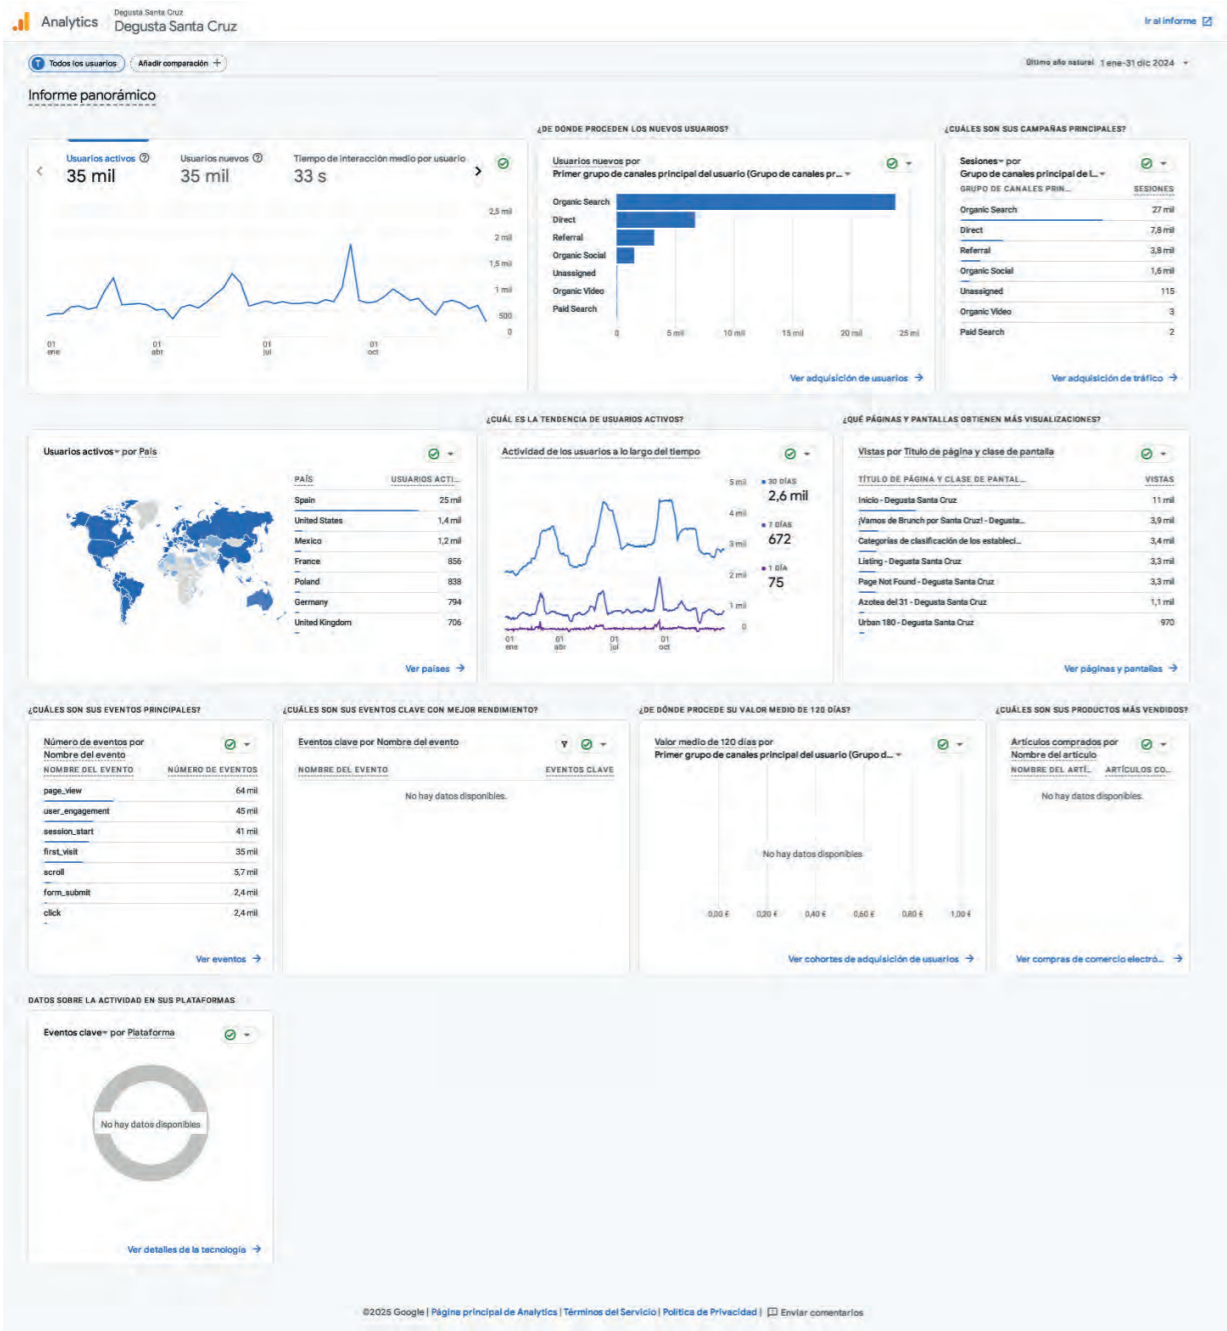 Analytics
Degusta Santa Cruz
Degusta Santa Cruz
Ir al informe
T Todos los usuarios
Añadir comparación +
Último año natural 1 ene-31 dic 2024
Informe panorámico
Usuarios activos
35 mil
Usuarios nuevos
35 mil
Tiempo de interacción medio por usuario
33 s
2,5 mil
2 mil
1,5 mil
1 mil
500
0
01 ene
01 abr
01 jul
01 oct
¿DE DÓNDE PROCEDEN LOS NUEVOS USUARIOS?
Usuarios nuevos por
Primer grupo de canales principal del usuario (Grupo de canales pr...
Organic Search
Direct
Referral
Organic Social
Unassigned
Organic Video
Paid Search
0 5 mil 10 mil 15 mil 20 mil 25 mil
Ver adquisición de usuarios →
¿CUÁLES SON SUS CAMPAÑAS PRINCIPALES?
Sesiones por
Grupo de canales principal de l...
GRUPO DE CANALES PRIN... SESIONES
Organic Search 27 mil
Direct 7,8 mil
Referral 3,8 mil
Organic Social 1,6 mil
Unassigned 115
Organic Video 3
Paid Search 2
Ver adquisición de tráfico →
Usuarios activos por País
PAÍS USUARIOS ACTI...
Spain 25 mil
United States 1,4 mil
Mexico 1,2 mil
France 856
Poland 838
Germany 794
United Kingdom 706
Ver países →
¿CUÁL ES LA TENDENCIA DE USUARIOS ACTIVOS?
Actividad de los usuarios a lo largo del tiempo
5 mil
4 mil
3 mil
2 mil
1 mil
0
01 ene
01 abr
01 jul
01 oct
30 DÍAS
2,6 mil
7 DÍAS
672
1 DÍA
75
¿QUÉ PÁGINAS Y PANTALLAS OBTIENEN MÁS VISUALIZACIONES?
Vistas por Título de página y clase de pantalla
TÍTULO DE PÁGINA Y CLASE DE PANTAL... VISTAS
Inicio - Degusta Santa Cruz 11 mil
¡Vamos de Brunch por Santa Cruz! - Degusta... 3,9 mil
Categorías de clasificación de los estableci... 3,4 mil
Listing - Degusta Santa Cruz 3,3 mil
Page Not Found - Degusta Santa Cruz 3,3 mil
Azotea del 31 - Degusta Santa Cruz 1,1 mil
Urban 180 - Degusta Santa Cruz 970
Ver páginas y pantallas →
¿CUÁLES SON SUS EVENTOS PRINCIPALES?
Número de eventos por
Nombre del evento
NOMBRE DEL EVENTO NÚMERO DE EVENTOS
page_view 64 mil
user_engagement 45 mil
session_start 41 mil
first_visit 35 mil
scroll 5,7 mil
form_submit 2,4 mil
click 2,4 mil
Ver eventos →
¿CUÁLES SON SUS EVENTOS CLAVE CON MEJOR RENDIMIENTO?
Eventos clave por Nombre del evento
NOMBRE DEL EVENTO EVENTOS CLAVE
No hay datos disponibles.
¿DE DÓNDE PROCEDE SU VALOR MEDIO DE 120 DÍAS?
Valor medio de 120 días por
Primer grupo de canales principal del usuario (Grupo d...
No hay datos disponibles
0,00 € 0,20 € 0,40 € 0,60 € 0,80 € 1,00 €
Ver cohortes de adquisición de usuarios →
¿CUÁLES SON SUS PRODUCTOS MÁS VENDIDOS?
Artículos comprados por
Nombre del artículo
NOMBRE DEL ARTÍ... ARTÍCULOS CO...
No hay datos disponibles.
Ver compras de comercio electró... →
DATOS SOBRE LA ACTIVIDAD EN SUS PLATAFORMAS
Eventos clave por Plataforma
No hay datos disponibles
Ver detalles de la tecnología →
©2025 Google | Página principal de Analytics | Términos del Servicio | Política de Privacidad | Enviar comentarios